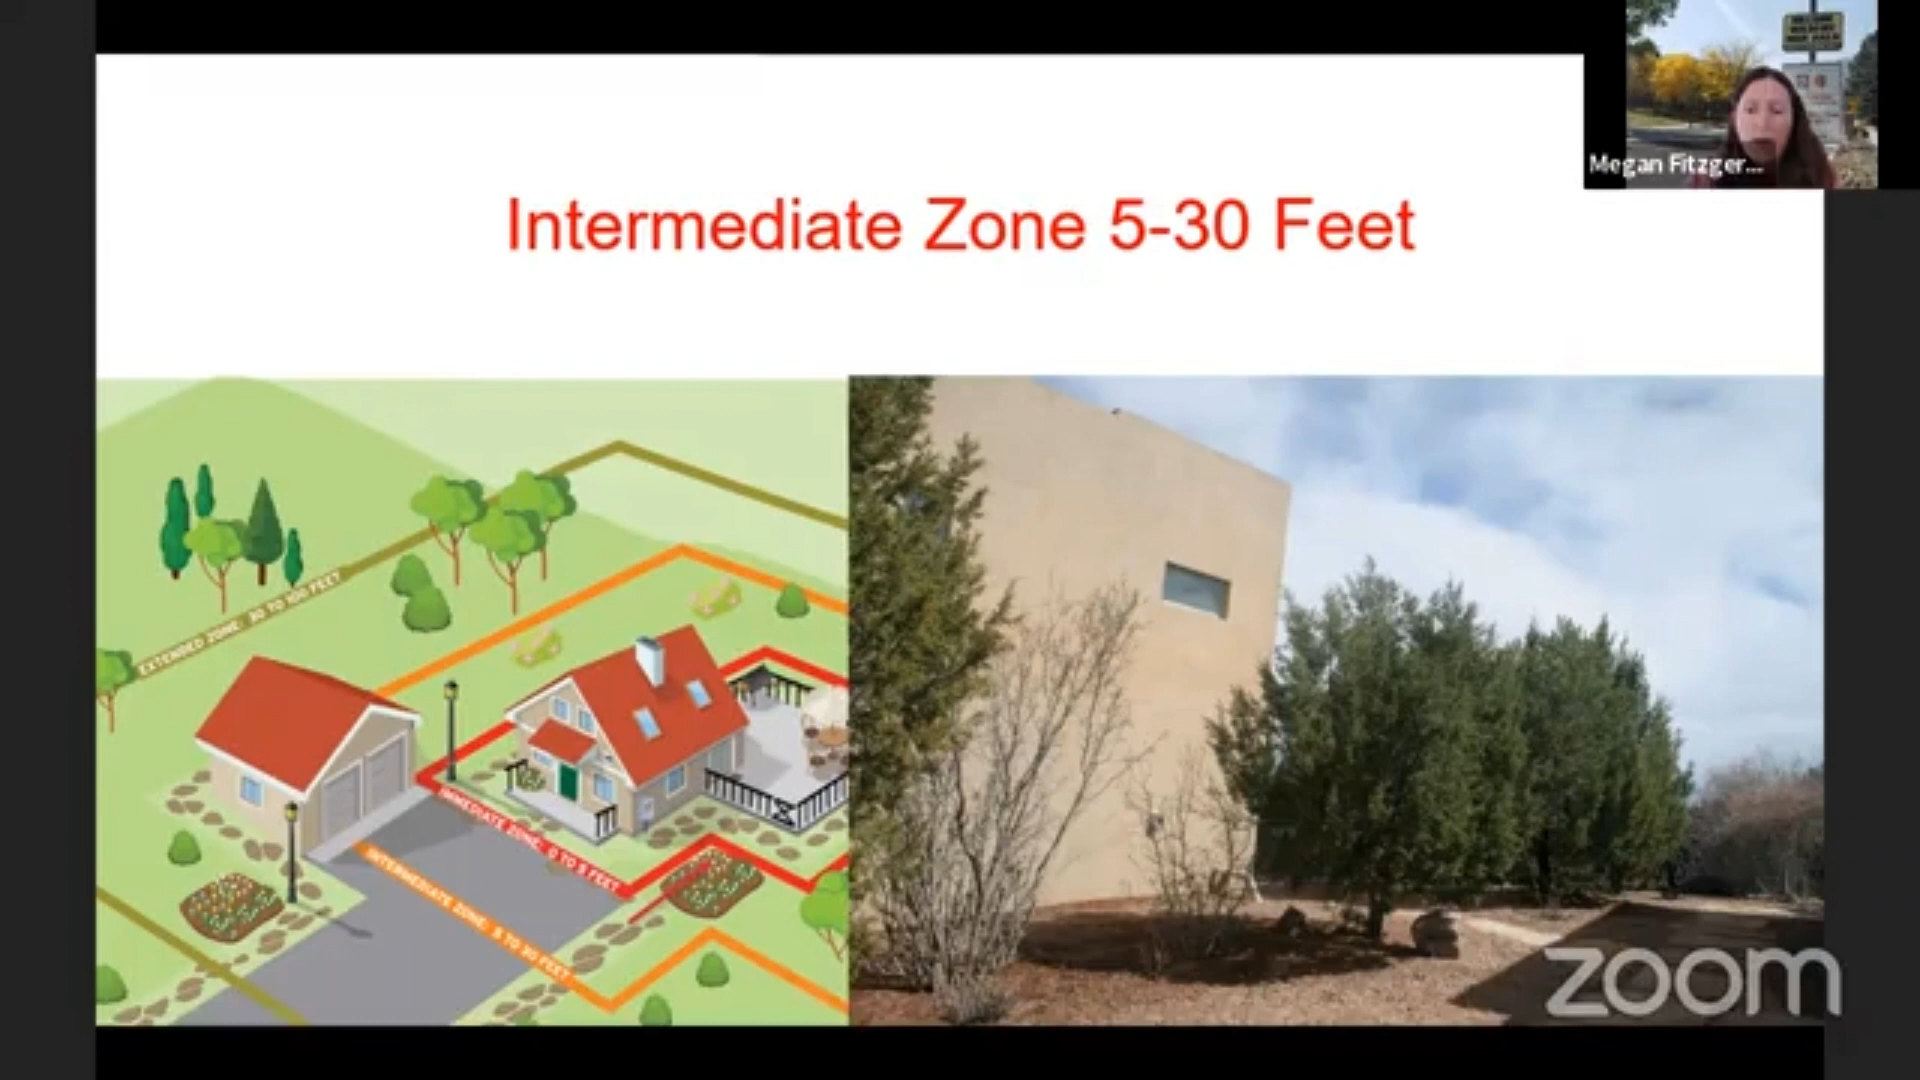 Megan Fitzger...
Intermediate Zone 5-30 Feet
EXTENDED ZONE: 30 TO 100 FEET
IMMEDIATE ZONE: 0 TO 5 FEET
INTERMEDIATE ZONE: 5 TO 30 FEET
zoom